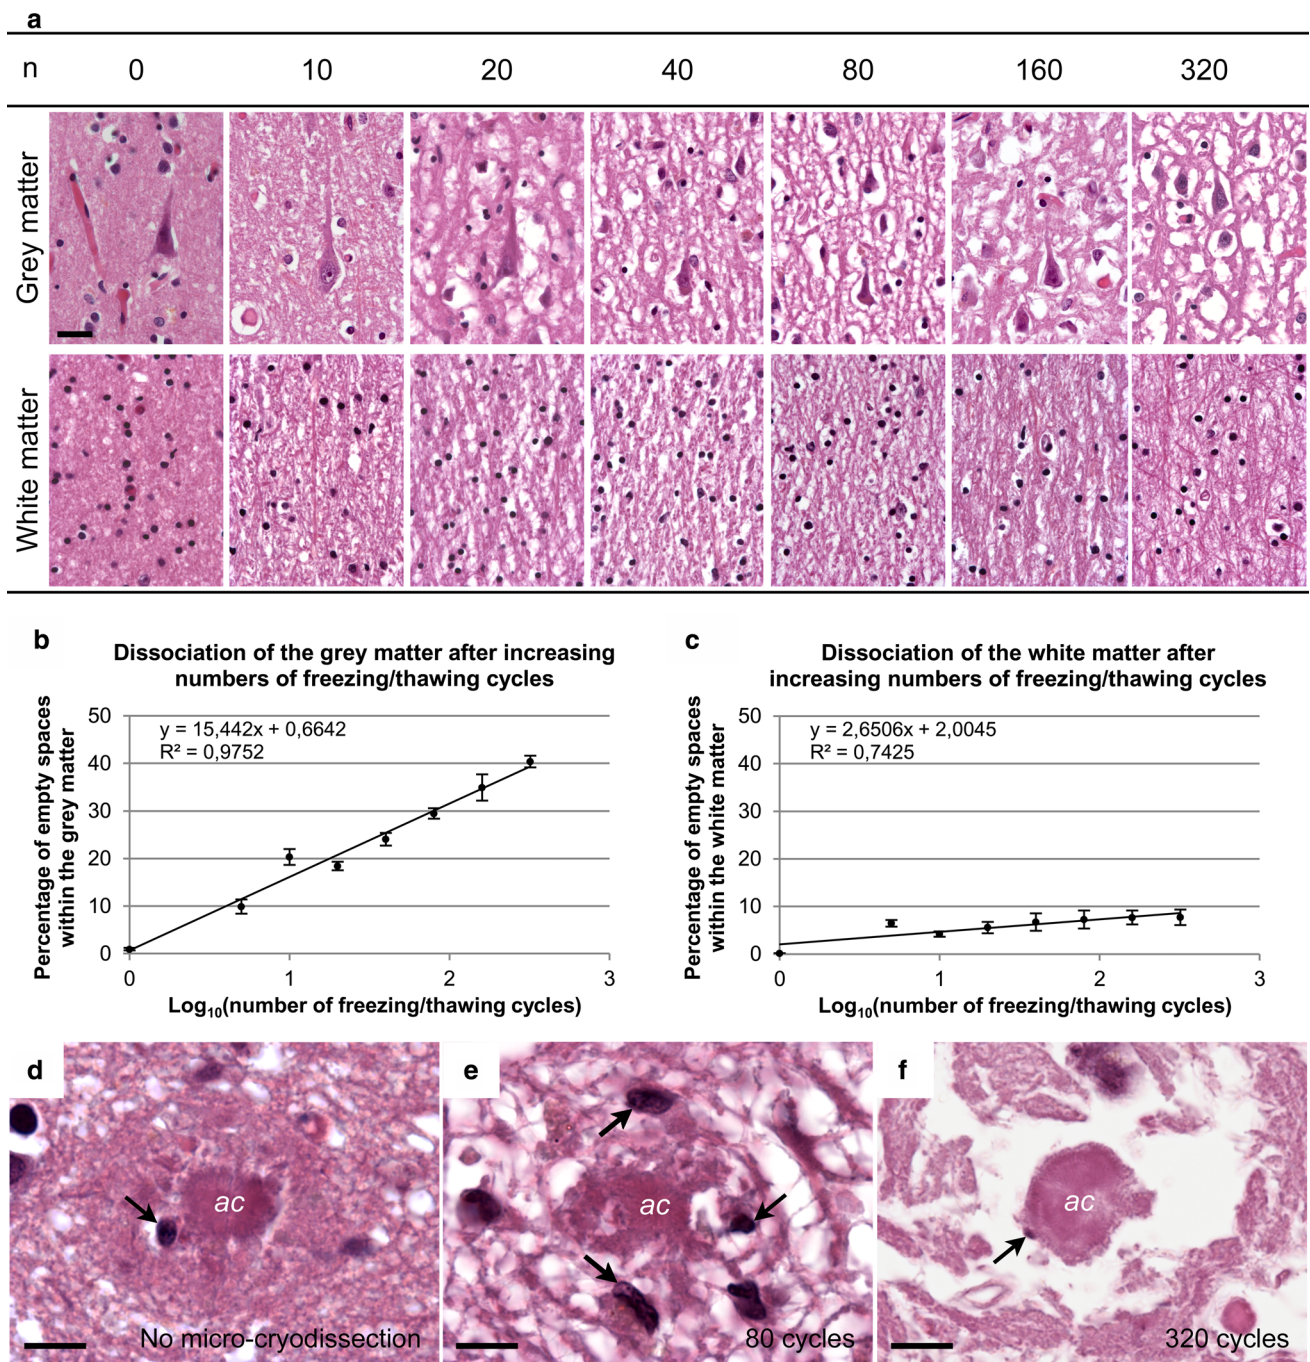 a
n 0 10 20 40 80 160 320
Grey matter
White matter
b
Dissociation of the grey matter after increasing
numbers of freezing/thawing cycles
Percentage of empty spaces
within the grey matter
50
40
30
20
10
0
y = 15,442x + 0,6642
R² = 0,9752
0 1 2 3
Log₁₀(number of freezing/thawing cycles)
c
Dissociation of the white matter after
increasing numbers of freezing/thawing cycles
Percentage of empty spaces
within the white matter
50
40
30
20
10
0
y = 2,6506x + 2,0045
R² = 0,7425
0 1 2 3
Log₁₀(number of freezing/thawing cycles)
d
ac
No micro-cryodissection
e
ac
80 cycles
f
ac
320 cycles